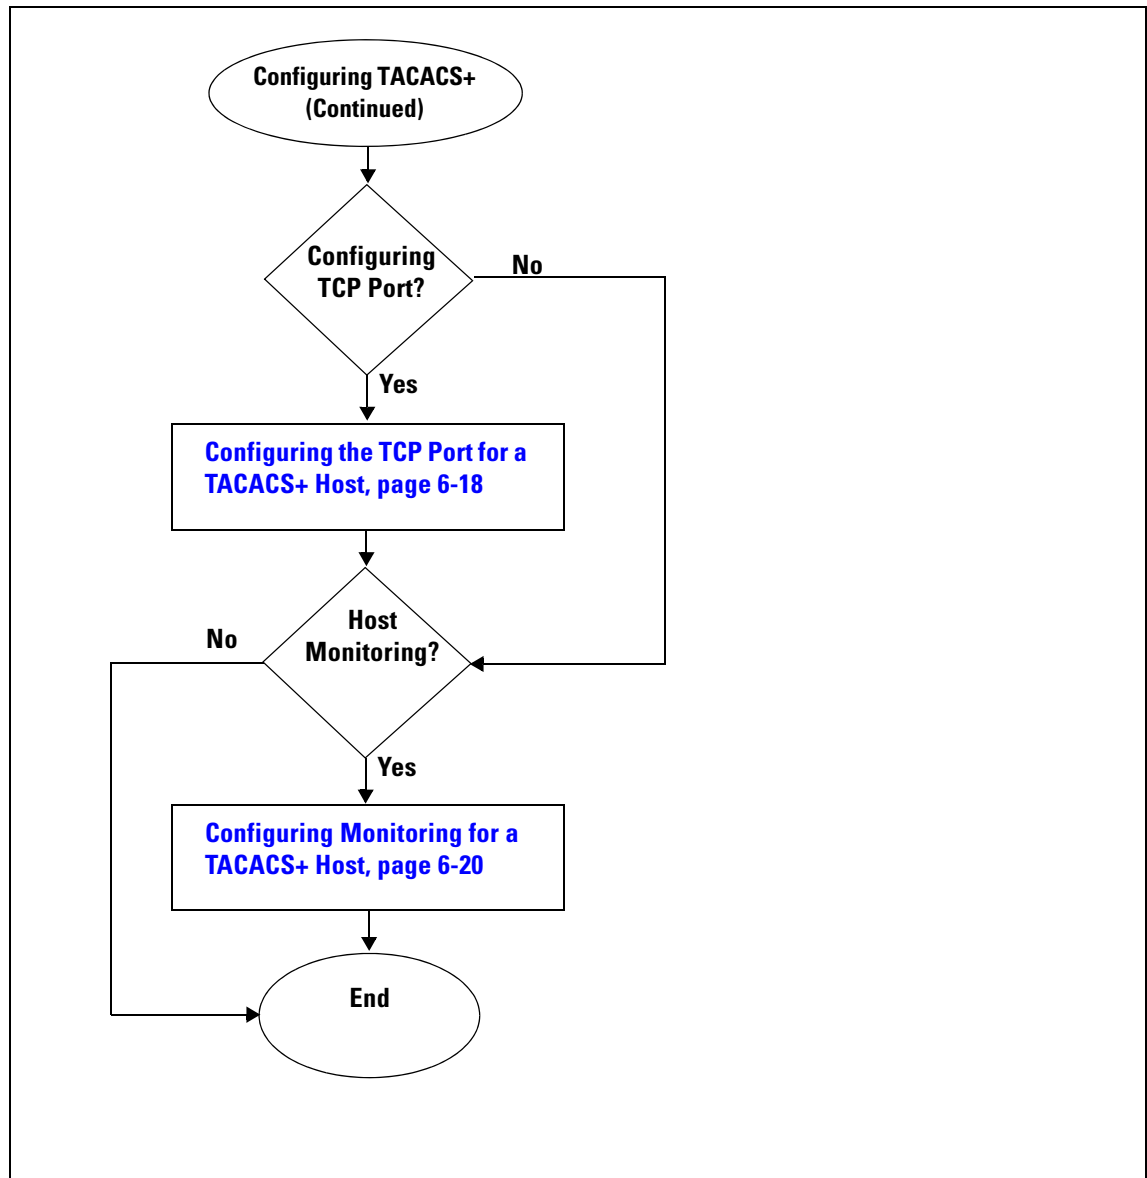 Configuring TACACS+
(Continued)
Configuring
TCP Port?
No
Yes
Configuring the TCP Port for a
TACACS+ Host, page 6-18
Host
Monitoring?
No
Yes
Configuring Monitoring for a
TACACS+ Host, page 6-20
End